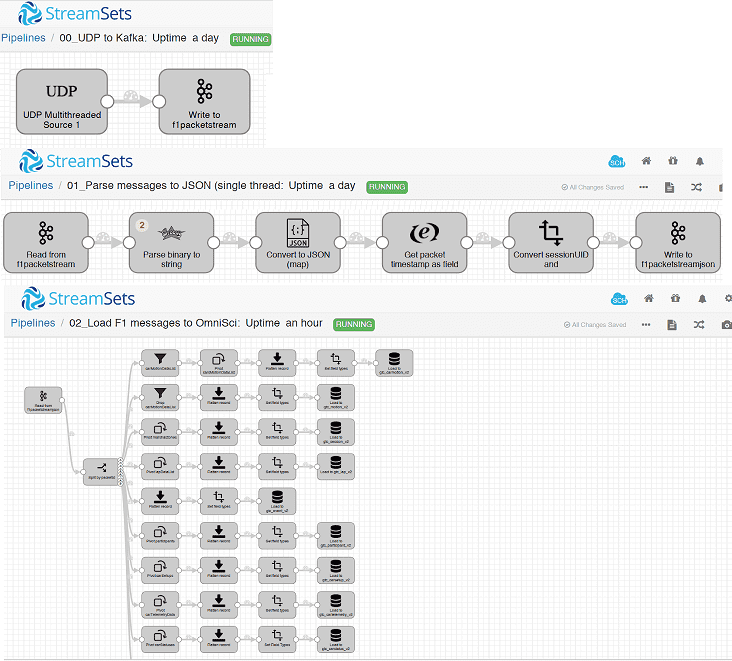 StreamSets
Pipelines / 00_UDP to Kafka: Uptime a day RUNNING
UDP
UDP Multithreaded
Source 1
Write to
f1packetstream
StreamSets
SCH
Pipelines / 01_Parse messages to JSON (single thread: Uptime a day RUNNING
All Changes Saved
Read from
f1packetstream
2
Parse binary to
string
JSON
Convert to JSON
(map)
Get packet
timestamp as field
Convert sessionUID
and
Write to
f1packetstreamjson
StreamSets
SCH
Pipelines / 02_Load F1 messages to OmniSci: Uptime an hour RUNNING
All Changes Saved
Read from
f1packetstreamjson
Split by packetId
carMotionDataList
Pivot
carMotionDataList
Flatten record
Set field types
Load to
gtc_carmotion_v2
Drop
carMotionDataList
Flatten record
Set field types
Load to
gtc_motion_v2
Flatten record
Set field types
Load to
gtc_session_v2
Pivot lapDataList
Flatten record
Set field types
Load to gtc_lap_v2
Flatten record
Set field types
Load to
gtc_event_v2
Pivot participants
Flatten record
Set field types
Load to
gtc_participant_v2
Pivot carSetups
Flatten record
Set field types
Load to
gtc_carsetup_v2
Pivot
carTelemetryData
Flatten record
Set field types
Load to
gtc_cartelemetry_v2
Pivot carStatuses
Flatten record
Set Field Types
Load to
gtc_carstatus_v2